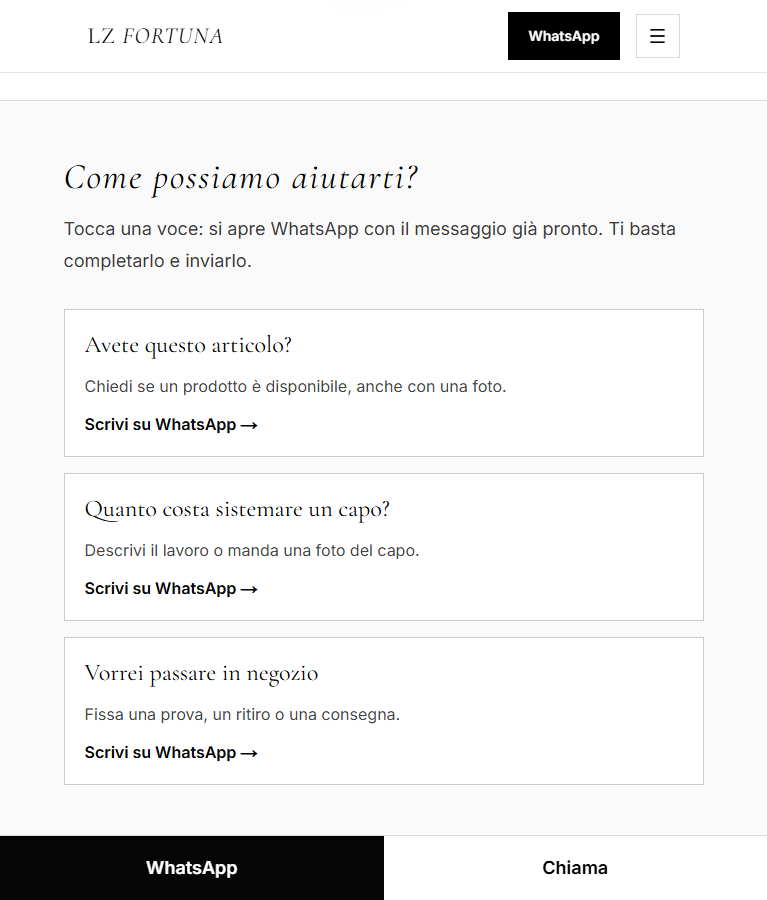 LZ FORTUNA
WhatsApp
☰
Come possiamo aiutarti?
Tocca una voce: si apre WhatsApp con il messaggio già pronto. Ti basta
completarlo e inviarlo.
Avete questo articolo?
Chiedi se un prodotto è disponibile, anche con una foto.
Scrivi su WhatsApp →
Quanto costa sistemare un capo?
Descrivi il lavoro o manda una foto del capo.
Scrivi su WhatsApp →
Vorrei passare in negozio
Fissa una prova, un ritiro o una consegna.
Scrivi su WhatsApp →
WhatsApp
Chiama